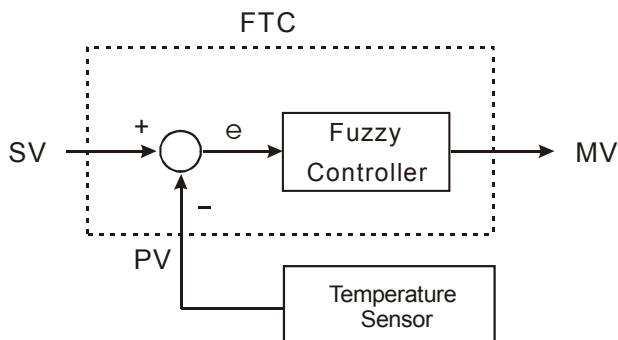 FTC
+
e
Fuzzy
Controller
SV
MV
−
PV
Temperature
Sensor